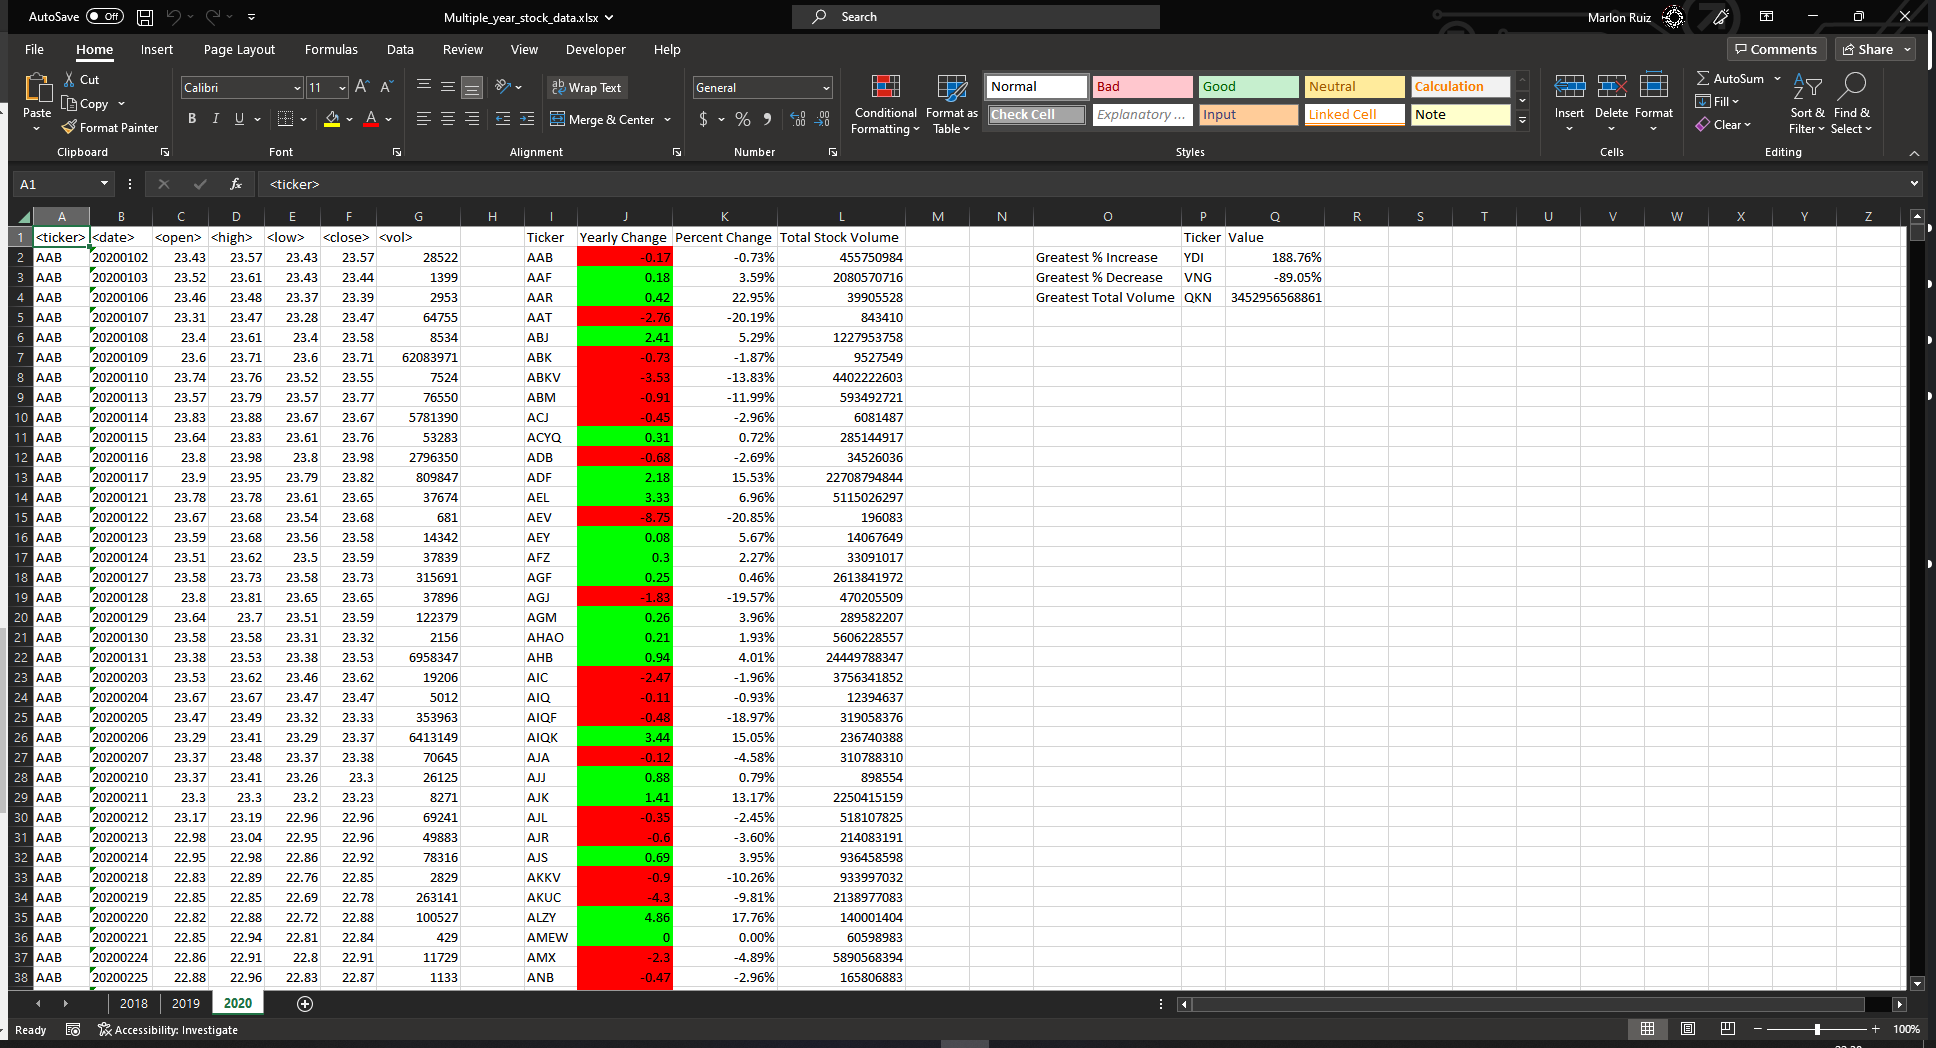 AutoSave Off Multiple_year_stock_data.xlsx Search Marlon Ruiz
File Home Insert Page Layout Formulas Data Review View Developer Help Comments Share
Paste Cut Copy Format Painter Clipboard
Calibri 11 B I U A Font
Wrap Text Merge & Center Alignment
General $ % Number
Conditional Formatting Format as Table
Normal Bad Good Neutral Calculation
Check Cell Explanatory ... Input Linked Cell Note
Styles
Insert Delete Format Cells
AutoSum Fill Clear Sort & Filter Find & Select Editing
A1 fx <ticker>
A B C D E F G H I J K L M N O P Q R S T U V W X Y Z
1 <ticker> <date> <open> <high> <low> <close> <vol> Ticker Yearly Change Percent Change Total Stock Volume Ticker Value
2 AAB 20200102 23.43 23.57 23.43 23.57 28522 AAB -0.17 -0.73% 455750984 Greatest % Increase YDI 188.76%
3 AAB 20200103 23.52 23.61 23.43 23.44 1399 AAF 0.18 3.59% 2080570716 Greatest % Decrease VNG -89.05%
4 AAB 20200106 23.46 23.48 23.37 23.39 2953 AAR 0.42 22.95% 39905528 Greatest Total Volume QKN 3452956568861
5 AAB 20200107 23.31 23.47 23.28 23.47 64755 AAT -2.76 -20.19% 843410
6 AAB 20200108 23.4 23.61 23.4 23.58 8534 ABJ 2.41 5.29% 1227953758
7 AAB 20200109 23.6 23.71 23.6 23.71 62083971 ABK -0.73 -1.87% 9527549
8 AAB 20200110 23.74 23.76 23.52 23.55 7524 ABKV -3.53 -13.83% 4402222603
9 AAB 20200113 23.57 23.79 23.57 23.77 76550 ABM -0.91 -11.99% 593492721
10 AAB 20200114 23.83 23.88 23.67 23.67 5781390 ACJ -0.45 -2.96% 6081487
11 AAB 20200115 23.64 23.83 23.61 23.76 53283 ACYQ 0.31 0.72% 285144917
12 AAB 20200116 23.8 23.98 23.8 23.98 2796350 ADB -0.68 -2.69% 34526036
13 AAB 20200117 23.9 23.95 23.79 23.82 809847 ADF 2.18 15.53% 22708794844
14 AAB 20200121 23.78 23.78 23.61 23.65 37674 AEL 3.33 6.96% 5115026297
15 AAB 20200122 23.67 23.68 23.54 23.68 681 AEV -8.75 -20.85% 196083
16 AAB 20200123 23.59 23.68 23.56 23.58 14342 AEY 0.08 5.67% 14067649
17 AAB 20200124 23.51 23.62 23.5 23.59 37839 AFZ 0.3 2.27% 33091017
18 AAB 20200127 23.58 23.73 23.58 23.73 315691 AGF 0.25 0.46% 2613841972
19 AAB 20200128 23.8 23.81 23.65 23.65 37896 AGJ -1.83 -19.57% 470205509
20 AAB 20200129 23.64 23.7 23.51 23.59 122379 AGM 0.26 3.96% 289582207
21 AAB 20200130 23.58 23.58 23.31 23.32 2156 AHAO 0.21 1.93% 5606228557
22 AAB 20200131 23.38 23.53 23.38 23.53 6958347 AHB 0.94 4.01% 24449788347
23 AAB 20200203 23.53 23.62 23.46 23.62 19206 AIC -2.47 -1.96% 3756341852
24 AAB 20200204 23.67 23.67 23.47 23.47 5012 AIQ -0.11 -0.93% 12394637
25 AAB 20200205 23.47 23.49 23.32 23.33 353963 AIQF -0.48 -18.97% 319058376
26 AAB 20200206 23.29 23.41 23.29 23.37 6413149 AIQK 3.44 15.05% 236740388
27 AAB 20200207 23.37 23.48 23.37 23.38 70645 AJA -0.12 -4.58% 310788310
28 AAB 20200210 23.37 23.41 23.26 23.3 26125 AJJ 0.88 0.79% 898554
29 AAB 20200211 23.3 23.3 23.2 23.23 8271 AJK 1.41 13.17% 2250415159
30 AAB 20200212 23.17 23.19 22.96 22.96 69241 AJL -0.35 -2.45% 518107825
31 AAB 20200213 22.98 23.04 22.95 22.96 49883 AJR -0.6 -3.60% 214083191
32 AAB 20200214 22.95 22.98 22.86 22.92 78316 AJS 0.69 3.95% 936458598
33 AAB 20200218 22.83 22.89 22.76 22.85 2829 AKKV -0.9 -10.26% 933997032
34 AAB 20200219 22.85 22.85 22.69 22.78 263141 AKUC -4.3 -9.81% 2138977083
35 AAB 20200220 22.82 22.88 22.72 22.88 100527 ALZY 4.86 17.76% 140001404
36 AAB 20200221 22.85 22.94 22.81 22.84 429 AMEW 0 0.00% 60598983
37 AAB 20200224 22.86 22.91 22.8 22.91 11729 AMX -2.3 -4.89% 5890568394
38 AAB 20200225 22.88 22.96 22.83 22.87 1133 ANB -0.47 -2.96% 165806883
2018 2019 2020
Ready Accessibility: Investigate 100%